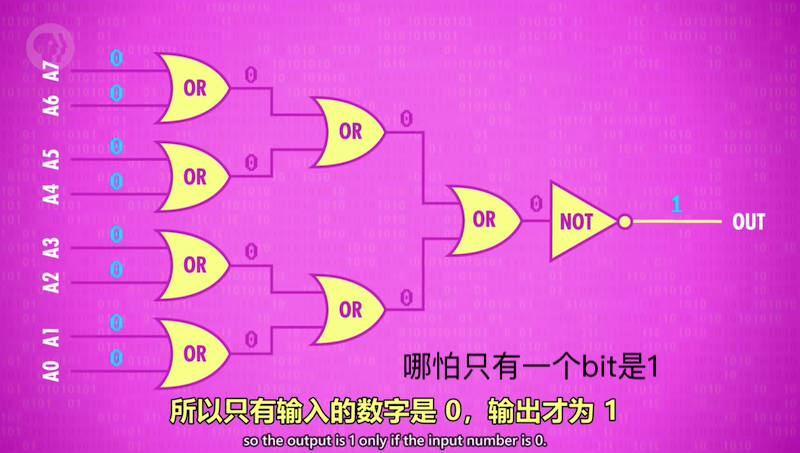 A7
0
A6
0
OR
0
A5
0
A4
0
OR
0
OR
0
A3
0
A2
0
OR
0
A1
0
A0
0
OR
0
OR
0
OR
0
NOT
1
OUT
哪怕只有一个bit是1
所以只有输入的数字是 0，输出才为 1
so the output is 1 only if the input number is 0.